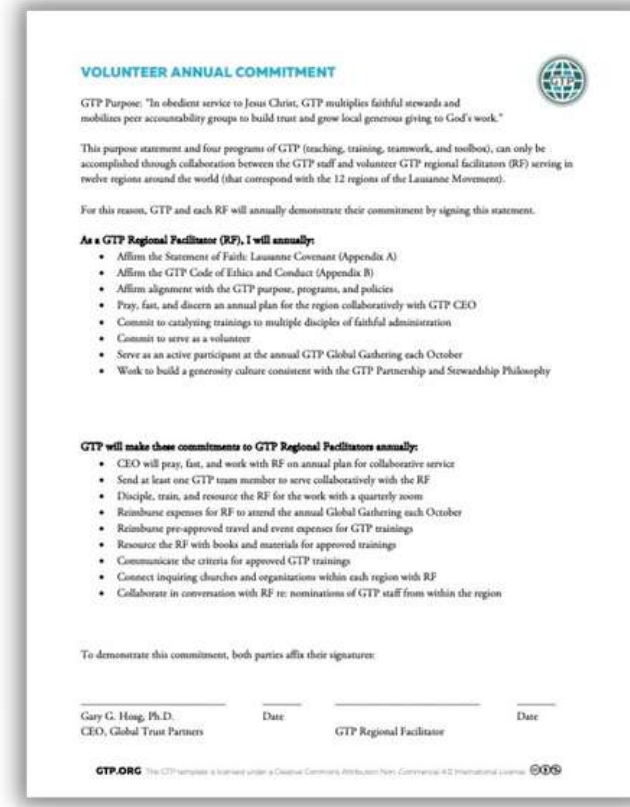 VOLUNTEER ANNUAL COMMITMENT
GTP
GTP Purpose: "In obedient service to Jesus Christ, GTP multiplies faithful stewards and
mobilizes peer accountability groups to build trust and grow local generous giving to God's work."
This purpose statement and four programs of GTP (teaching, training, teamwork, and toolbox), can only be
accomplished through collaboration between the GTP staff and volunteer GTP regional facilitators (RF) serving in
twelve regions around the world (that correspond with the 12 regions of the Lausanne Movement).
For this reason, GTP and each RF will annually demonstrate their commitment by signing this statement.
As a GTP Regional Facilitator (RF), I will annually:
• Affirm the Statement of Faith: Lausanne Covenant (Appendix A)
• Affirm the GTP Code of Ethics and Conduct (Appendix B)
• Affirm alignment with the GTP purpose, programs, and policies
• Pray, fast, and discern an annual plan for the region collaboratively with GTP CEO
• Commit to catalyzing trainings to multiple disciples of faithful administration
• Commit to serve as a volunteer
• Serve as an active participant at the annual GTP Global Gathering each October
• Work to build a generosity culture consistent with the GTP Partnership and Stewardship Philosophy
GTP will make these commitments to GTP Regional Facilitators annually:
• CEO will pray, fast, and work with RF on annual plan for collaborative service
• Send at least one GTP team member to serve collaboratively with the RF
• Disciple, train, and resource the RF for the work with a quarterly zoom
• Reimburse expenses for RF to attend the annual Global Gathering each October
• Reimburse pre-approved travel and event expenses for GTP trainings
• Resource the RF with books and materials for approved trainings
• Communicate the criteria for approved GTP trainings
• Connect inquiring churches and organizations within each region with RF
• Collaborate in conversation with RF re: nominations of GTP staff from within the region
To demonstrate this commitment, both parties affix their signatures:
Gary G. Hoag, Ph.D. Date Date
CEO, Global Trust Partners GTP Regional Facilitator
GTP.ORG This GTP template is licensed under a Creative Commons Attribution Non-Commercial 4.0 International License